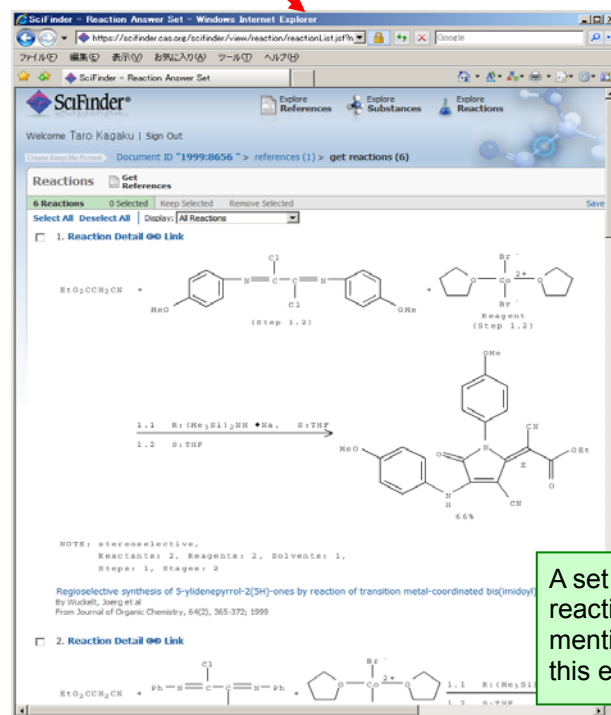 SciFinder - Reaction Answer Set - Windows Internet Explorer
https://scifinder.cas.org/scifinder/view/reaction/reactionList.jsf?n
Google
ファイル(F) 編集(E) 表示(V) お気に入り(A) ツール(T) ヘルプ(H)
SciFinder - Reaction Answer Set
SciFinder®
Explore References
Explore Substances
Explore Reactions
Welcome Taro Kagaku | Sign Out
Create Keep Me Posted Document ID "1999:8656 " > references (1) > get reactions (6)
Reactions Get References
6 Reactions 0 Selected Keep Selected Remove Selected Save
Select All Deselect All Display: All Reactions
1. Reaction Detail Link
Cl
Br -
EtO2CCH2CN + MeO N C C N OMe + O Co 2+ O
Cl
Br -
(Step 1.2)
Reagent
(Step 1.2)
OMe
1.1 R:(Me3Si)2NH •Na, S:THF
1.2 S:THF
MeO O N CN OEt
E
N O
H CN
66%
NOTE: stereoselective,
Reactants: 2, Reagents: 2, Solvents: 1,
Steps: 1, Stages: 2
Regioselective synthesis of 5-ylidenepyrrol-2(5H)-ones by reaction of transition metal-coordinated bis(imidoyl)
By Wuckelt, Joerg et al
From Journal of Organic Chemistry, 64(2), 365-372; 1999
2. Reaction Detail Link
Cl
Br -
EtO2CCH2CN + Ph N C C N Ph + O Co 2+ O 1.1 R:(Me3Si)
1.2 S:THF
A set
reacti
menti
this e